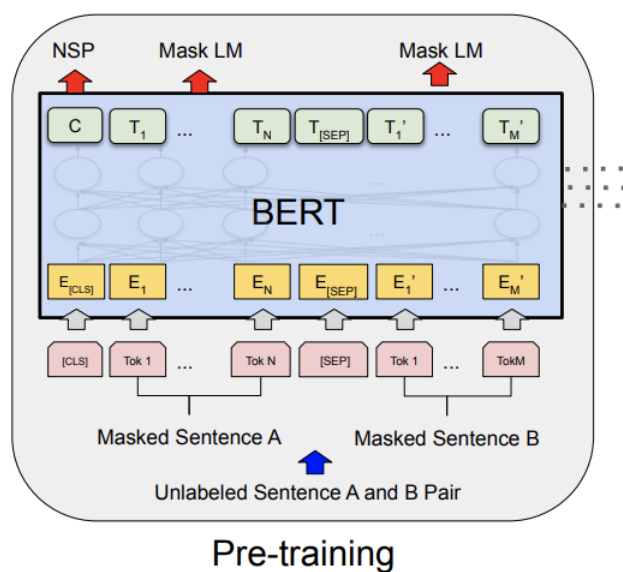 NSP Mask LM Mask LM
C T1 ... TN T[SEP] T1’ ... TM’
...
BERT
E[CLS] E1 ... EN E[SEP] E1’ ... EM’
[CLS] Tok 1 ... Tok N [SEP] Tok 1 ... TokM
Masked Sentence A Masked Sentence B
Unlabeled Sentence A and B Pair
Pre-training